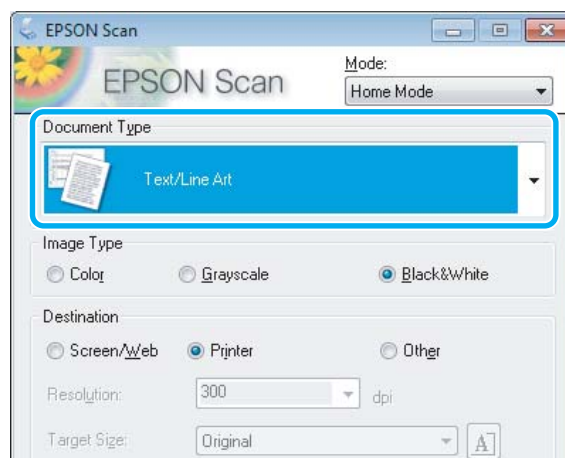 EPSON Scan
EPSON Scan
Mode:
Home Mode
Document Type
Text/Line Art
Image Type
Color Grayscale Black&White
Destination
Screen/Web Printer Other
Resolution: 300 dpi
Target Size: Original A